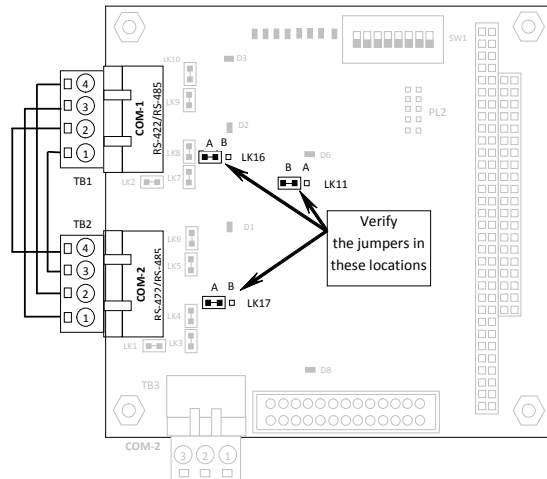 SW1
LK10
D3
LK9
PL2
4
3
2
1
COM-1
RS-422/RS-485
TB1
D2
LK8
A B
LK16
D6
LK7
LK2
B A
LK11
TB2
4
3
2
1
COM-2
RS-422/RS-485
LK6
D1
LK5
Verify
the jumpers in
these locations
A B
LK17
LK4
LK3
LK1
TB3
D8
COM-2
3 2 1